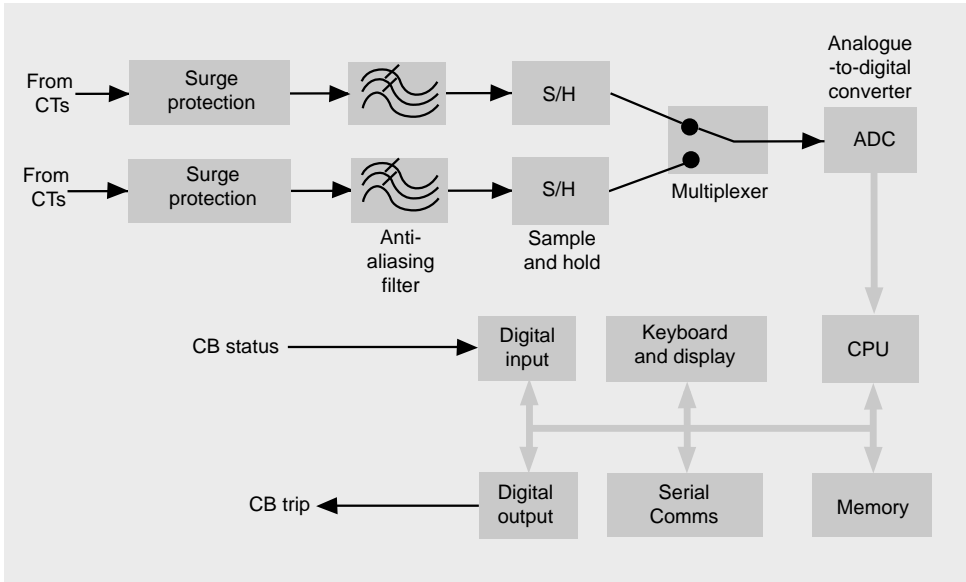 From
CTs
Surge
protection
S/H
Analogue
-to-digital
converter
ADC
From
CTs
Surge
protection
S/H
Multiplexer
Anti-
aliasing
filter
Sample
and hold
CB status
Digital
input
Keyboard
and display
CPU
CB trip
Digital
output
Serial
Comms
Memory